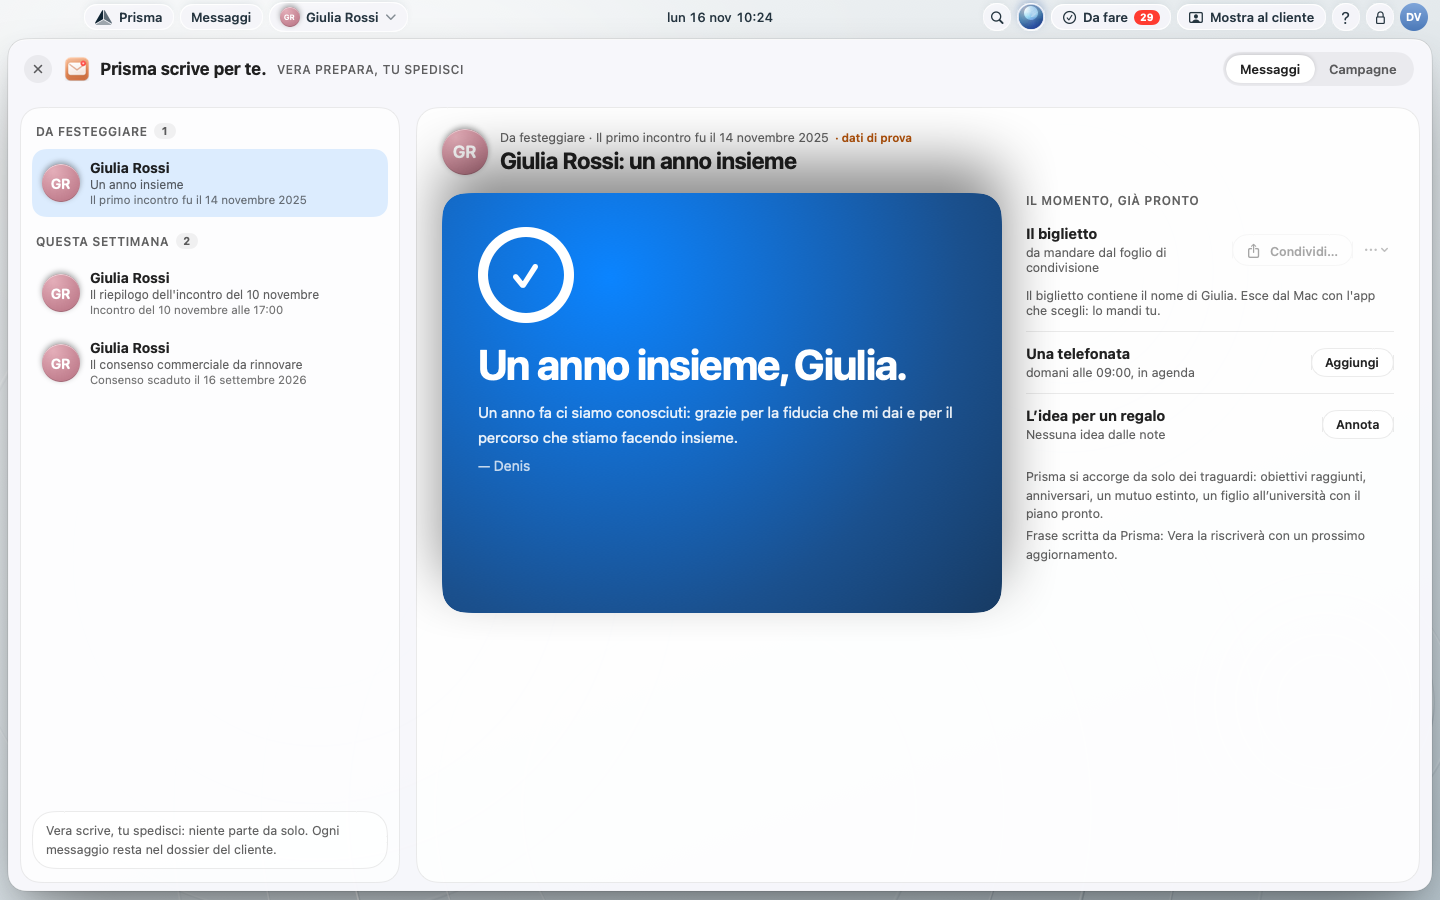 Prisma
Messaggi
GR Giulia Rossi
lun 16 nov 10:24
Da fare 29
Mostra al cliente
?
DV
Prisma scrive per te. VERA PREPARA, TU SPEDISCI
Messaggi
Campagne
DA FESTEGGIARE 1
GR
Giulia Rossi
Un anno insieme
Il primo incontro fu il 14 novembre 2025
QUESTA SETTIMANA 2
GR
Giulia Rossi
Il riepilogo dell'incontro del 10 novembre
Incontro del 10 novembre alle 17:00
GR
Giulia Rossi
Il consenso commerciale da rinnovare
Consenso scaduto il 16 settembre 2026
Vera scrive, tu spedisci: niente parte da solo. Ogni
messaggio resta nel dossier del cliente.
GR
Da festeggiare · Il primo incontro fu il 14 novembre 2025 · dati di prova
Giulia Rossi: un anno insieme
Un anno insieme, Giulia.
Un anno fa ci siamo conosciuti: grazie per la fiducia che mi dai e per il
percorso che stiamo facendo insieme.
— Denis
IL MOMENTO, GIÀ PRONTO
Il biglietto
da mandare dal foglio di
condivisione
Condividi...
Il biglietto contiene il nome di Giulia. Esce dal Mac con l'app
che scegli: lo mandi tu.
Una telefonata
domani alle 09:00, in agenda
Aggiungi
L’idea per un regalo
Nessuna idea dalle note
Annota
Prisma si accorge da solo dei traguardi: obiettivi raggiunti,
anniversari, un mutuo estinto, un figlio all’università con il
piano pronto.
Frase scritta da Prisma: Vera la riscriverà con un prossimo
aggiornamento.